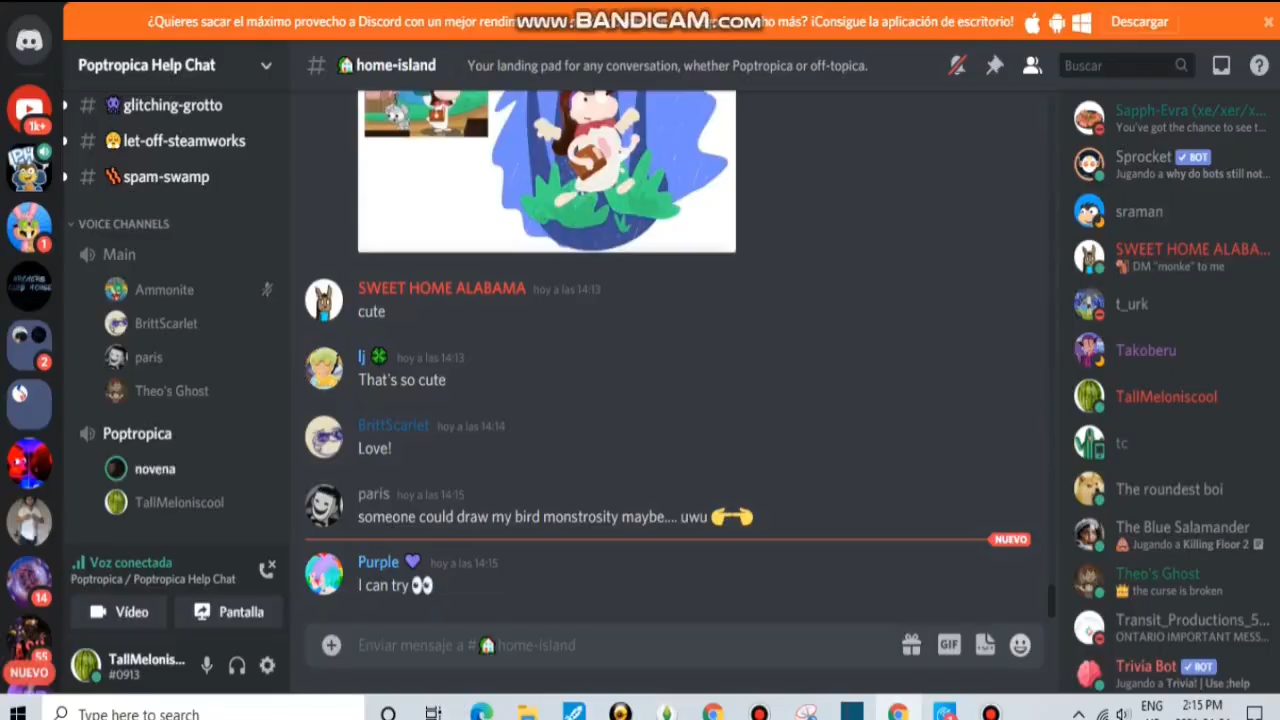 ¿Quieres sacar el máximo provecho a Discord con un mejor rendim
www.BANDICAM.com
ho más? ¡Consigue la aplicación de escritorio!
Descargar
Poptropica Help Chat
# home-island
Your landing pad for any conversation, whether Poptropica or off-topica.
Buscar
# glitching-grotto
# let-off-steamworks
# spam-swamp
VOICE CHANNELS
Main
Ammonite
BrittScarlet
paris
Theo's Ghost
Poptropica
novena
TallMeloniscool
Voz conectada
Poptropica / Poptropica Help Chat
Vídeo
Pantalla
TallMelonis...
#0913
1k+
1
2
14
55
NUEVO
SWEET HOME ALABAMA hoy a las 14:13
cute
lj 🍀 hoy a las 14:13
That's so cute
BrittScarlet hoy a las 14:14
Love!
paris hoy a las 14:15
someone could draw my bird monstrosity maybe.... uwu
NUEVO
Purple 💜 hoy a las 14:15
I can try 👀
Enviar mensaje a # home-island
GIF
Sapph-Evra (xe/xer/x...
You've got the chance to see t...
Sprocket ✓ BOT
Jugando a why do bots still not...
sraman
SWEET HOME ALABA...
DM "monke" to me
t_urk
Takoberu
TallMeloniscool
tc
The roundest boi
The Blue Salamander
Jugando a Killing Floor 2
Theo's Ghost
the curse is broken
Transit_Productions_5...
ONTARIO IMPORTANT MESS...
Trivia Bot ✓ BOT
Jugando a Trivia! | Use ;help
Type here to search
ENG
2:15 PM